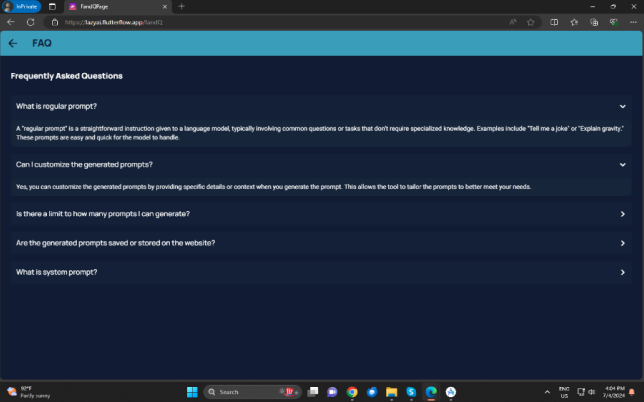 InPrivate
FandQPage
https://lazyai.flutterflow.app/fandQ
FAQ
Frequently Asked Questions
What is regular prompt?
A "regular prompt" is a straightforward instruction given to a language model, typically involving common questions or tasks that don't require specialized knowledge. Examples include "Tell me a joke" or "Explain gravity."
These prompts are easy and quick for the model to handle.
Can I customize the generated prompts?
Yes, you can customize the generated prompts by providing specific details or context when you generate the prompt. This allows the tool to tailor the prompts to better meet your needs.
Is there a limit to how many prompts I can generate?
Are the generated prompts saved or stored on the website?
What is system prompt?
92°F
Partly sunny
Search
ENG
US
4:04 PM
7/4/2024